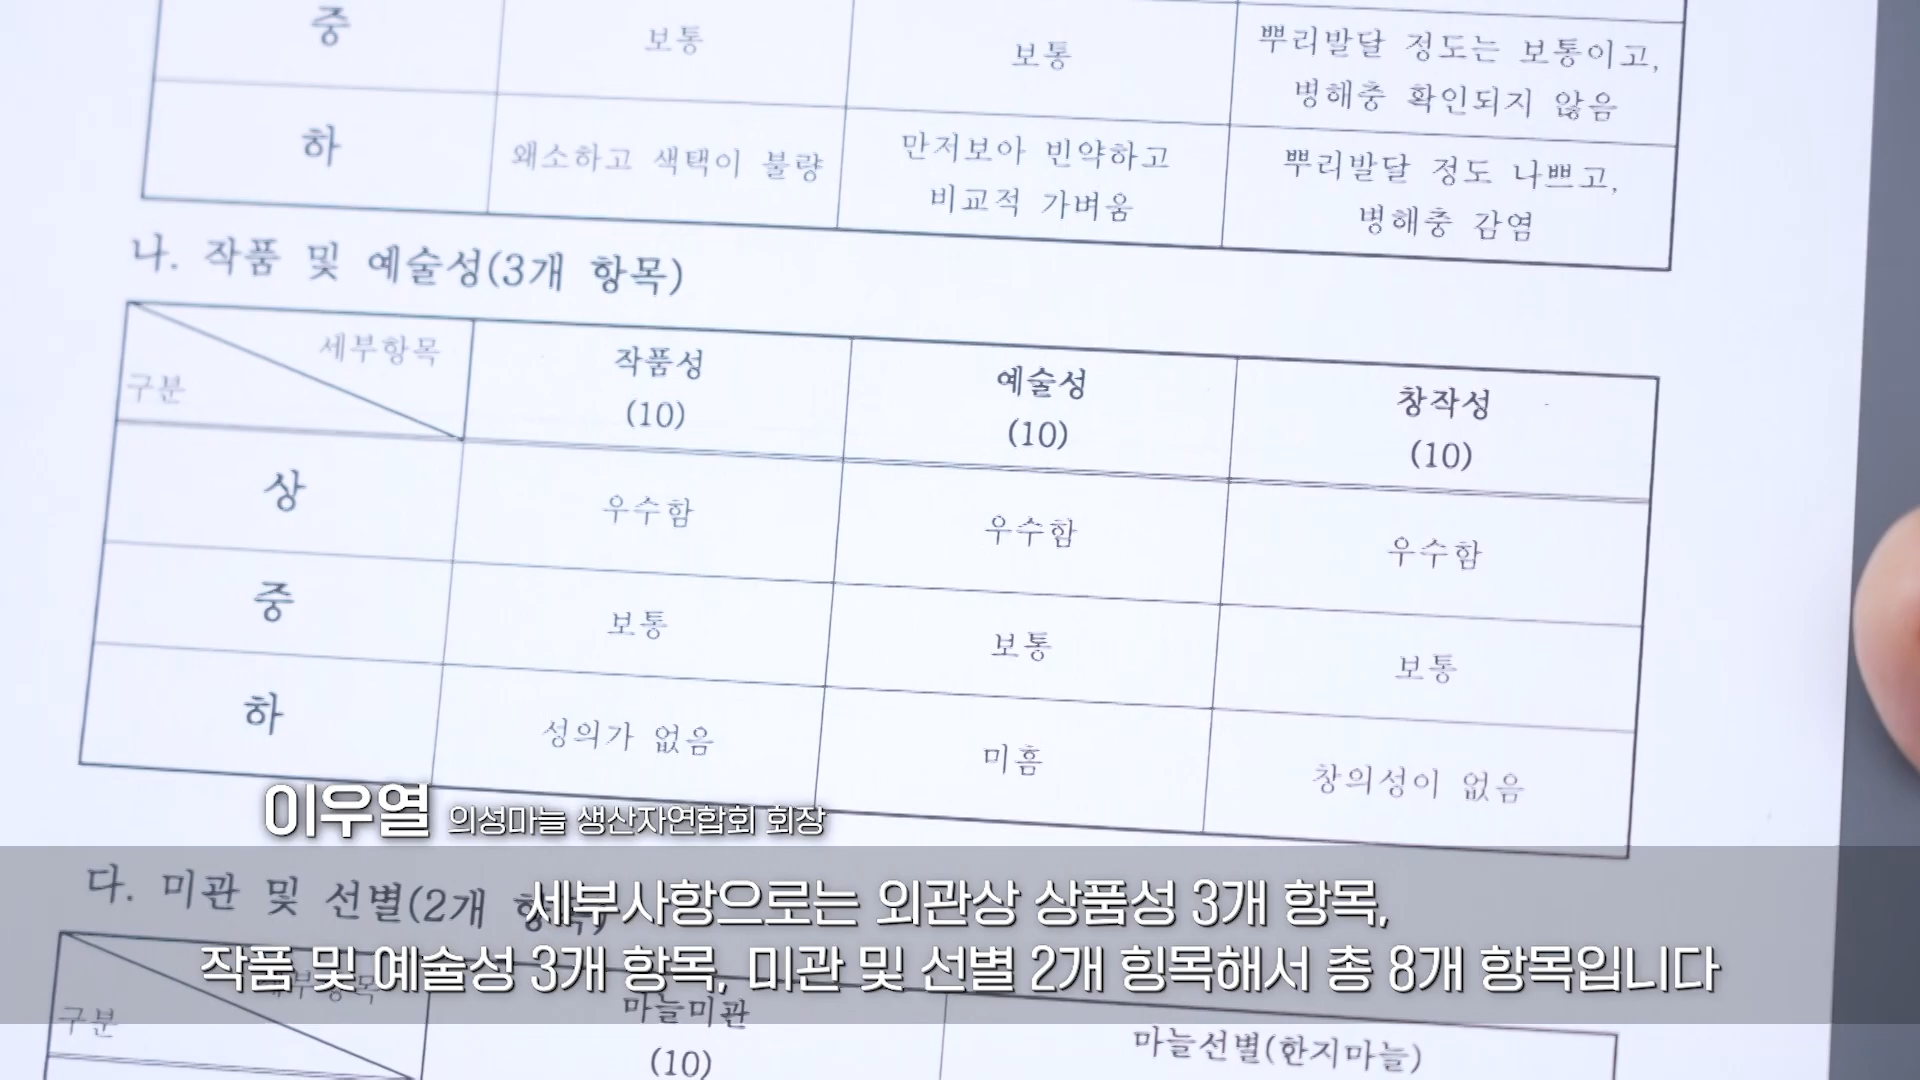 중 보통 보통 뿌리발달 정도는 보통이고,
병해충 확인되지 않음
하 왜소하고 색택이 불량 만저보아 빈약하고
비교적 가벼움
뿌리발달 정도 나쁘고,
병해충 감염
나. 작품 및 예술성(3개 항목)
세부항목
구분
작품성
(10)
예술성
(10)
창작성
(10)
상 우수함 우수함 우수함
중 보통 보통 보통
하 성의가 없음 미흠 창의성이 없음
이우열 의성마늘 생산자연합회 회장
다. 미관 및 선별(2개
세부사항으로는 외관상 상품성 3개 항목,
작품 및 예술성 3개 항목, 미관 및 선별 2개 힝목해서 총 8개 항목입니다
구분
마늘미관
(10)
마늘선별(한지마늘)